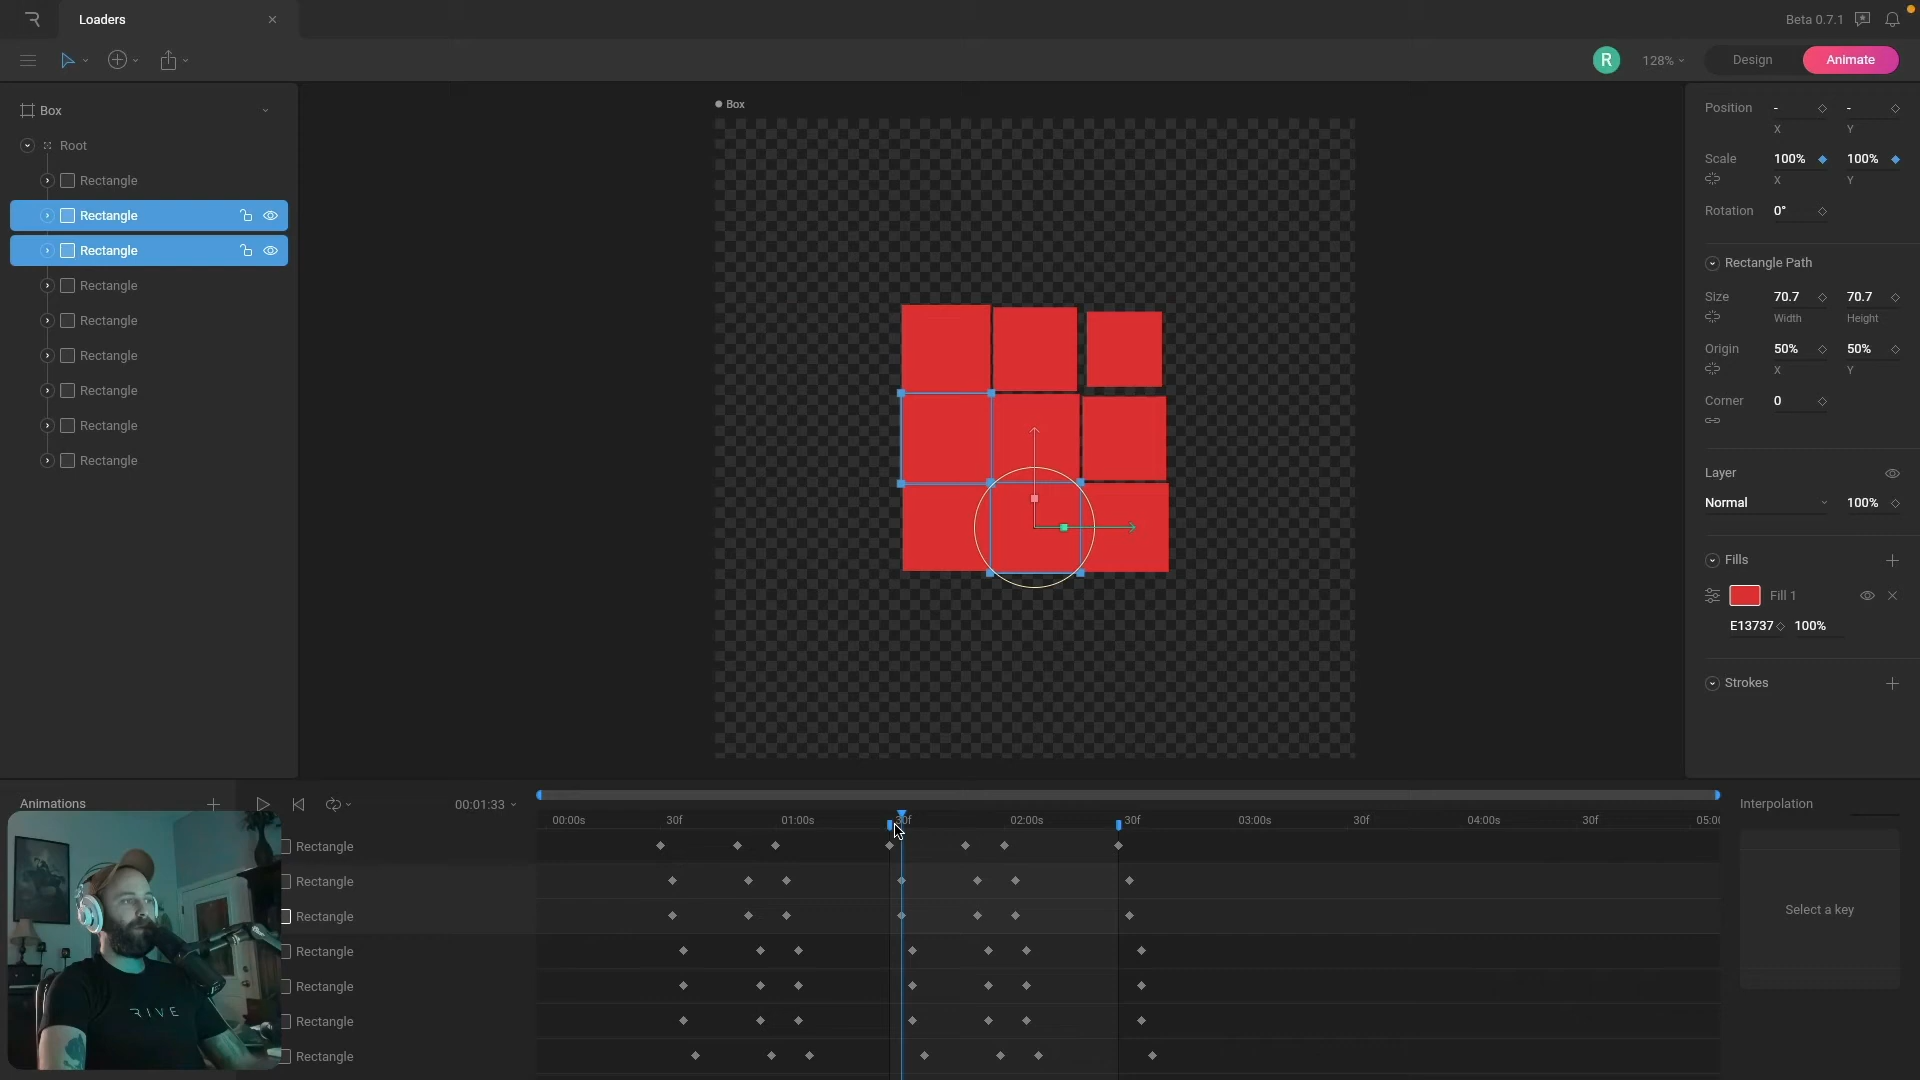 Loaders
Beta 0.7.1
R
128%
Design
Animate
Box
Root
Rectangle
Rectangle
Rectangle
Rectangle
Rectangle
Rectangle
Rectangle
Rectangle
Rectangle
Box
Position - -
X Y
Scale 100% 100%
X Y
Rotation 0°
Rectangle Path
Size 70.7 70.7
Width Height
Origin 50% 50%
X Y
Corner 0
Layer
Normal 100%
Fills
Fill 1
E13737 100%
Strokes
Animations
00:01:33
00:00s 30f 01:00s 30f 02:00s 30f 03:00s 30f 04:00s 30f 05:00
Interpolation
Select a key
Rectangle
Rectangle
Rectangle
Rectangle
Rectangle
Rectangle
Rectangle
RIVE